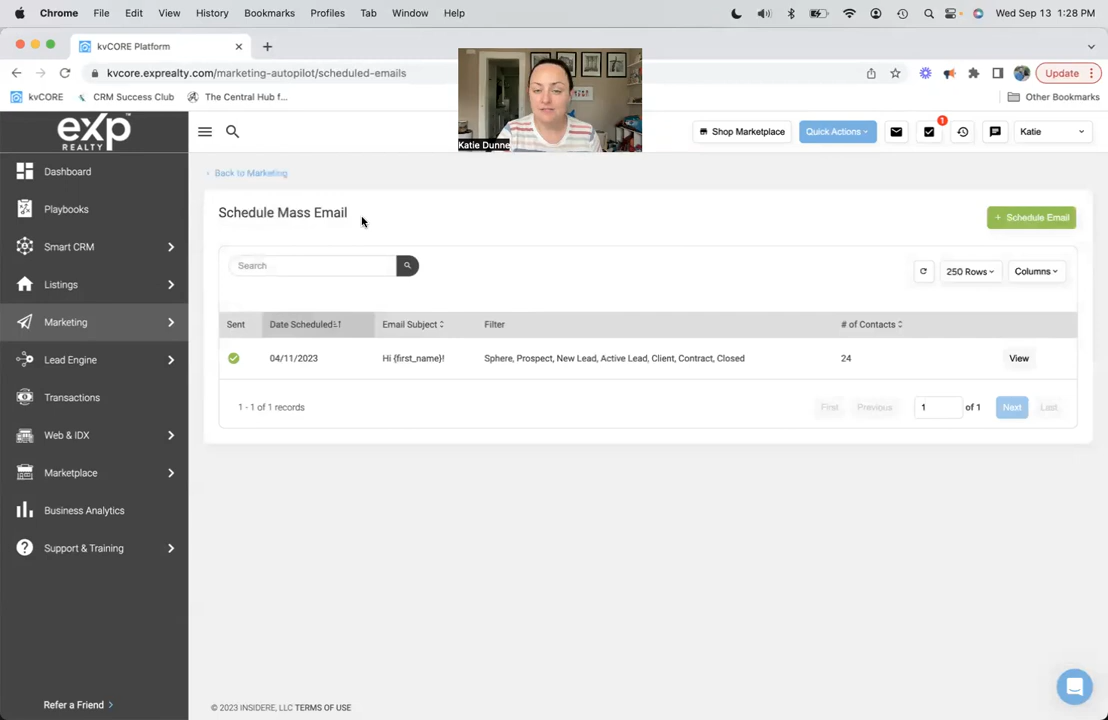 Chrome File Edit View History Bookmarks Profiles Tab Window Help Wed Sep 13 1:28 PM
kvCORE Platform
kvcore.exprealty.com/marketing-autopilot/scheduled-emails Update
kvCORE CRM Success Club The Central Hub f... Other Bookmarks
Katie Dunne
exp REALTY
Shop Marketplace Quick Actions 1 Katie
Dashboard
Playbooks
Smart CRM
Listings
Marketing
Lead Engine
Transactions
Web & IDX
Marketplace
Business Analytics
Support & Training
Refer a Friend
Back to Marketing
Schedule Mass Email + Schedule Email
Search 250 Rows Columns
Sent Date Scheduled Email Subject Filter # of Contacts
04/11/2023 Hi {first_name}! Sphere, Prospect, New Lead, Active Lead, Client, Contract, Closed 24 View
1 - 1 of 1 records First Previous 1 of 1 Next Last
© 2023 INSIDERE, LLC TERMS OF USE